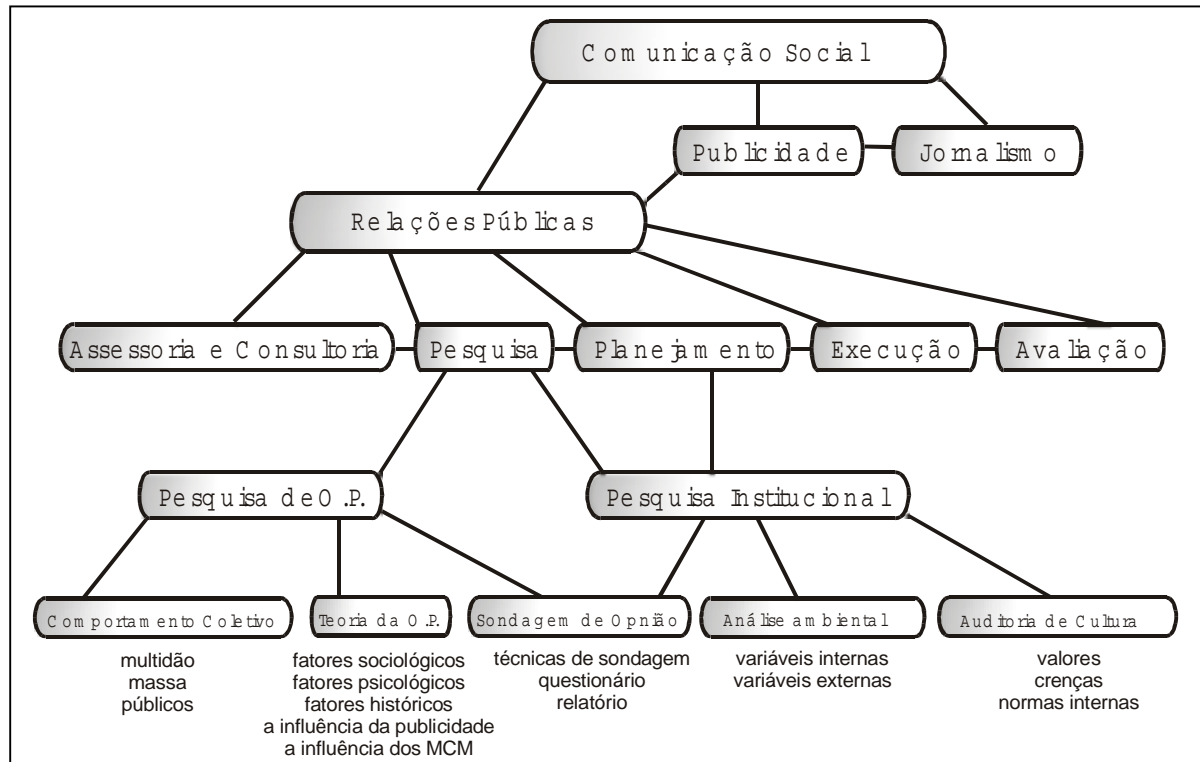 Comunicação Social
Publicidade
Jornalismo
Relações Públicas
Assessoria e Consultoria
Pesquisa
Planejamento
Execução
Avaliação
Pesquisa de O.P.
Pesquisa Institucional
Comportamento Coletivo
Teoria da O.P.
Sondagem de Opnião
Análise ambiental
Auditoria de Cultura
multidão
massa
públicos
fatores sociológicos
fatores psicológicos
fatores históricos
a influência da publicidade
a influência dos MCM
técnicas de sondagem
questionário
relatório
variáveis internas
variáveis externas
valores
crenças
normas internas